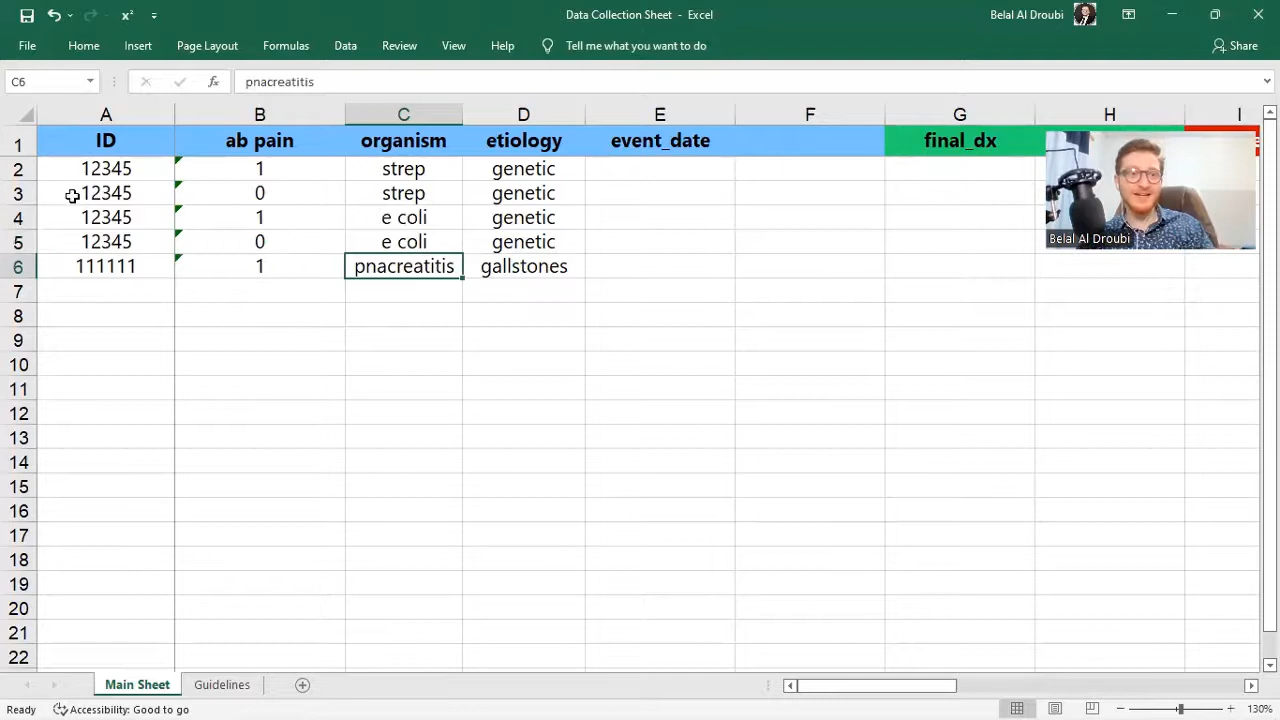 Data Collection Sheet - Excel
Belal Al Droubi
File Home Insert Page Layout Formulas Data Review View Help Tell me what you want to do Share
C6 fx pnacreatitis
A B C D E F G H I
1 ID ab pain organism etiology event_date final_dx
2 12345 1 strep genetic
3 12345 0 strep genetic
4 12345 1 e coli genetic
5 12345 0 e coli genetic
6 111111 1 pnacreatitis gallstones
Belal Al Droubi
7
8
9
10
11
12
13
14
15
16
17
18
19
20
21
22
Main Sheet Guidelines
Ready Accessibility: Good to go 130%